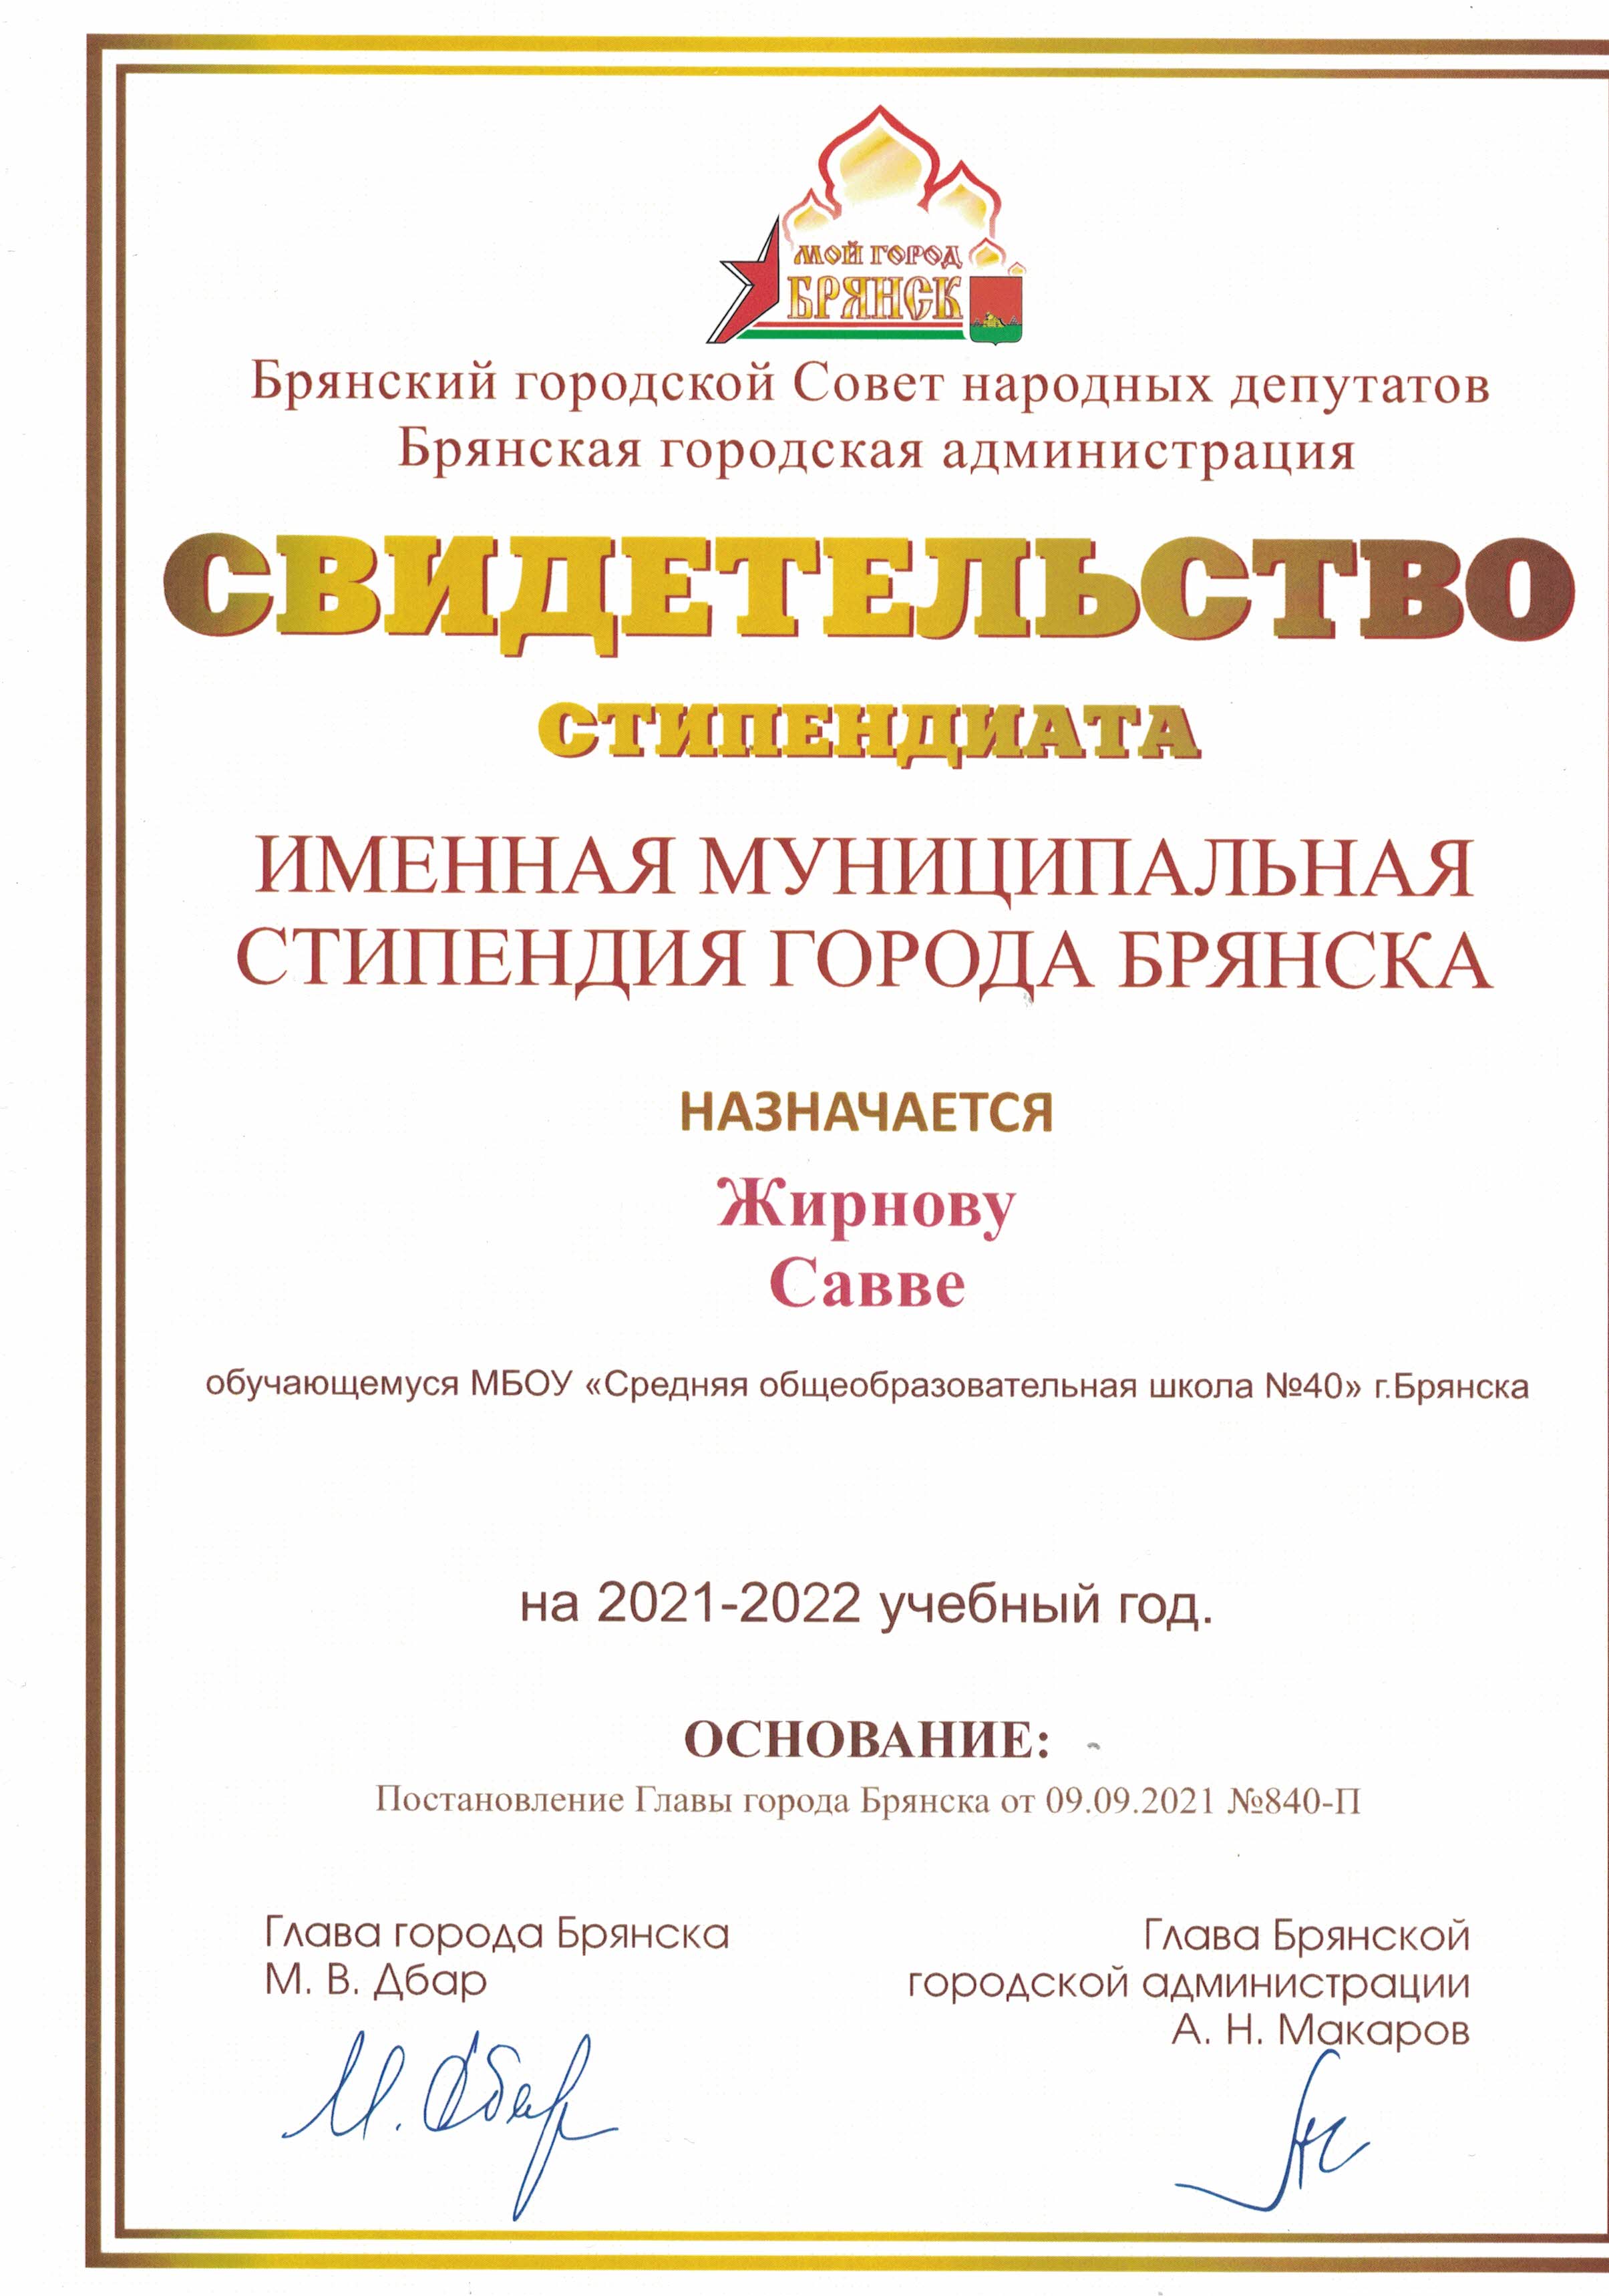 МОЙ ГОРОД
БРЯНСК
Брянский городской Совет народных депутатов
Брянская городская администрация
СВИДЕТЕЛЬСТВО
СТИПЕНДИАТА
ИМЕННАЯ МУНИЦИПАЛЬНАЯ
СТИПЕНДИЯ ГОРОДА БРЯНСКА
НАЗНАЧАЕТСЯ
Жирнову
Савве
обучающемуся МБОУ «Средняя общеобразовательная школа №40» г.Брянска
на 2021-2022 учебный год.
ОСНОВАНИЕ:
Постановление Главы города Брянска от 09.09.2021 №840-П
Глава города Брянска
М. В. Дбар
М. Дбар
Глава Брянской
городской администрации
А. Н. Макаров